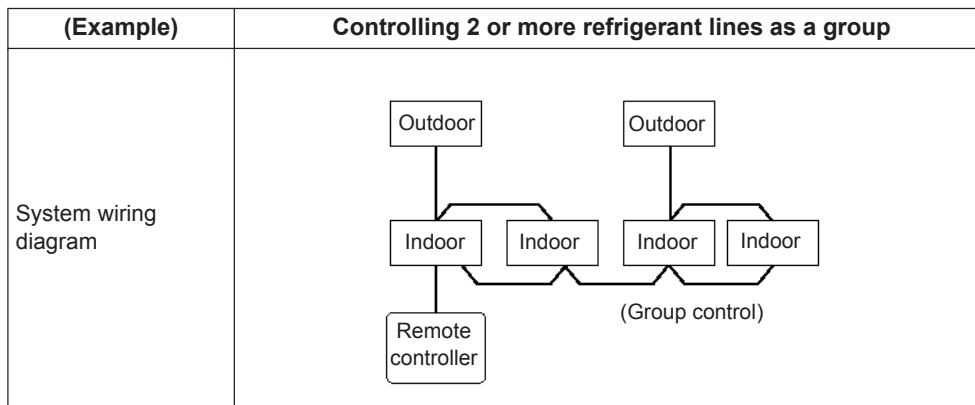 (Example)
Controlling 2 or more refrigerant lines as a group
System wiring
diagram
Outdoor
Outdoor
Indoor
Indoor
Indoor
Indoor
(Group control)
Remote
controller